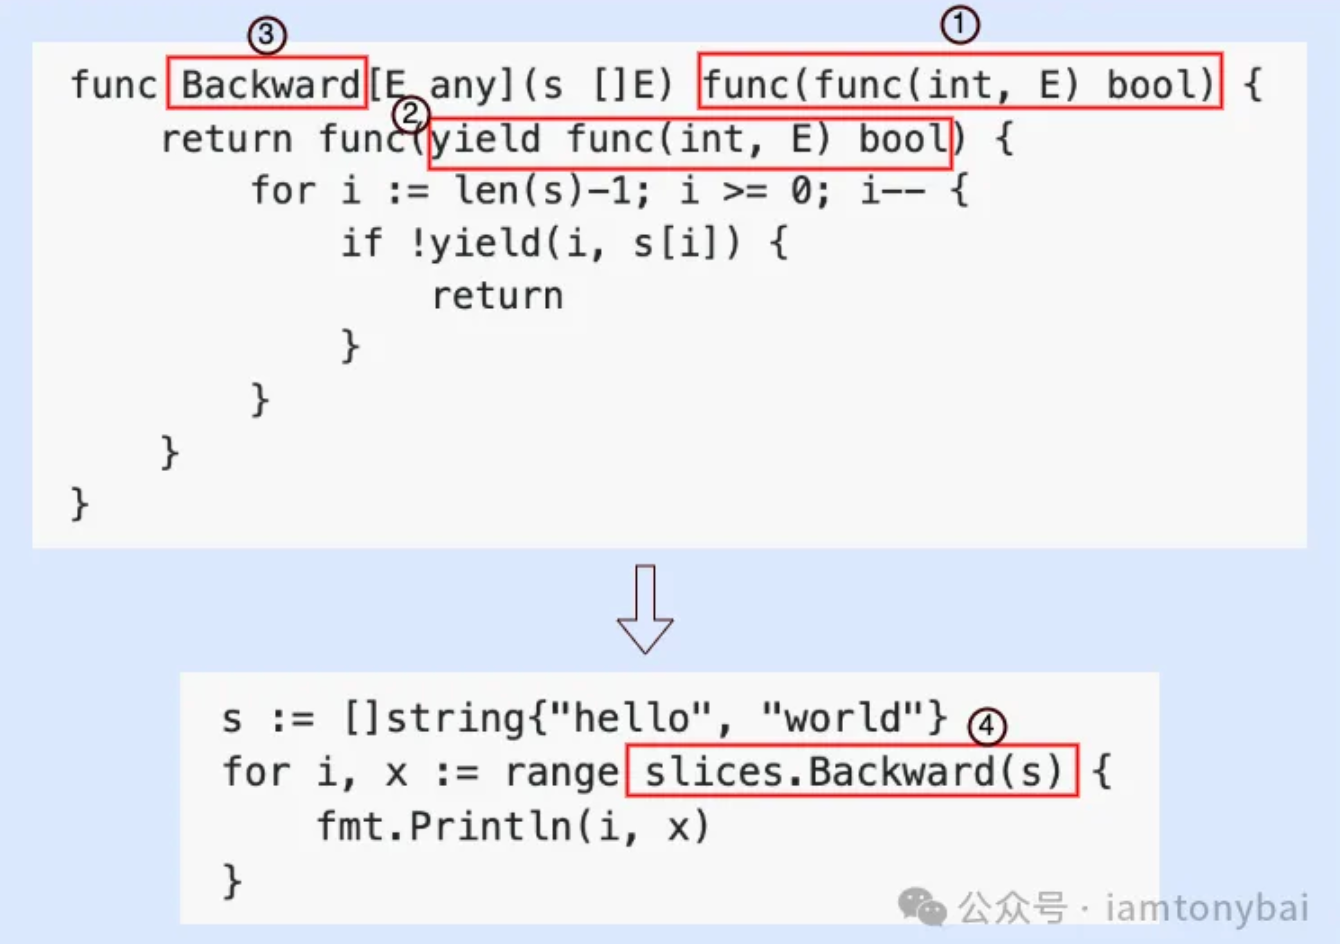 ③ ①
func Backward[E any](s []E) func(func(int, E) bool) {
②
return func(yield func(int, E) bool) {
for i := len(s)-1; i >= 0; i-- {
if !yield(i, s[i]) {
return
}
}
}
}
s := []string{"hello", "world"} ④
for i, x := range slices.Backward(s) {
fmt.Println(i, x)
}
公众号 · iamtonybai